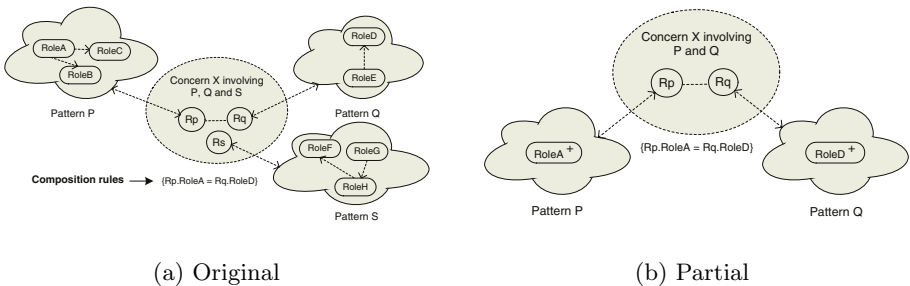 RoleA
RoleC
RoleB
Pattern P
Concern X involving
P, Q and S
Rp
Rq
Rs
RoleD
RoleE
Pattern Q
RoleF
RoleG
RoleH
Pattern S
Composition rules
{Rp.RoleA = Rq.RoleD}
(a) Original
Concern X involving
P and Q
Rp
Rq
{Rp.RoleA = Rq.RoleD}
RoleA +
Pattern P
RoleD +
Pattern Q
(b) Partial